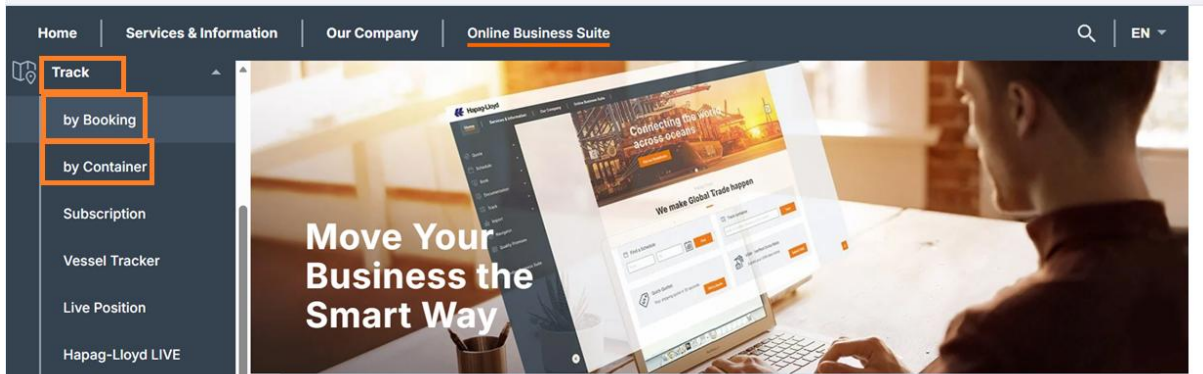 Home
Services & Information
Our Company
Online Business Suite
EN
Track
by Booking
by Container
Subscription
Vessel Tracker
Live Position
Hapag-Lloyd LIVE
Move Your
Business the
Smart Way
Hapag-Lloyd
Connecting the world
across oceans
We make Global Trade happen